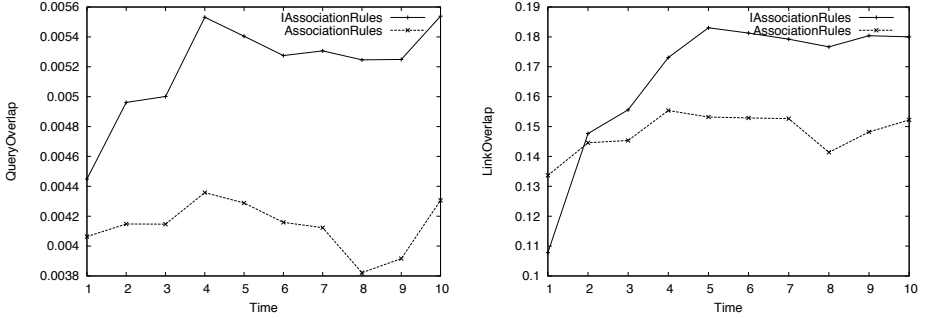 0.0056
0.0054
0.0052
0.005
0.0048
0.0046
0.0044
0.0042
0.004
0.0038
1 2 3 4 5 6 7 8 9 10
QueryOverlap
Time
IAssociationRules
AssociationRules
0.19
0.18
0.17
0.16
0.15
0.14
0.13
0.12
0.11
0.1
1 2 3 4 5 6 7 8 9 10
LinkOverlap
Time
IAssociationRules
AssociationRules